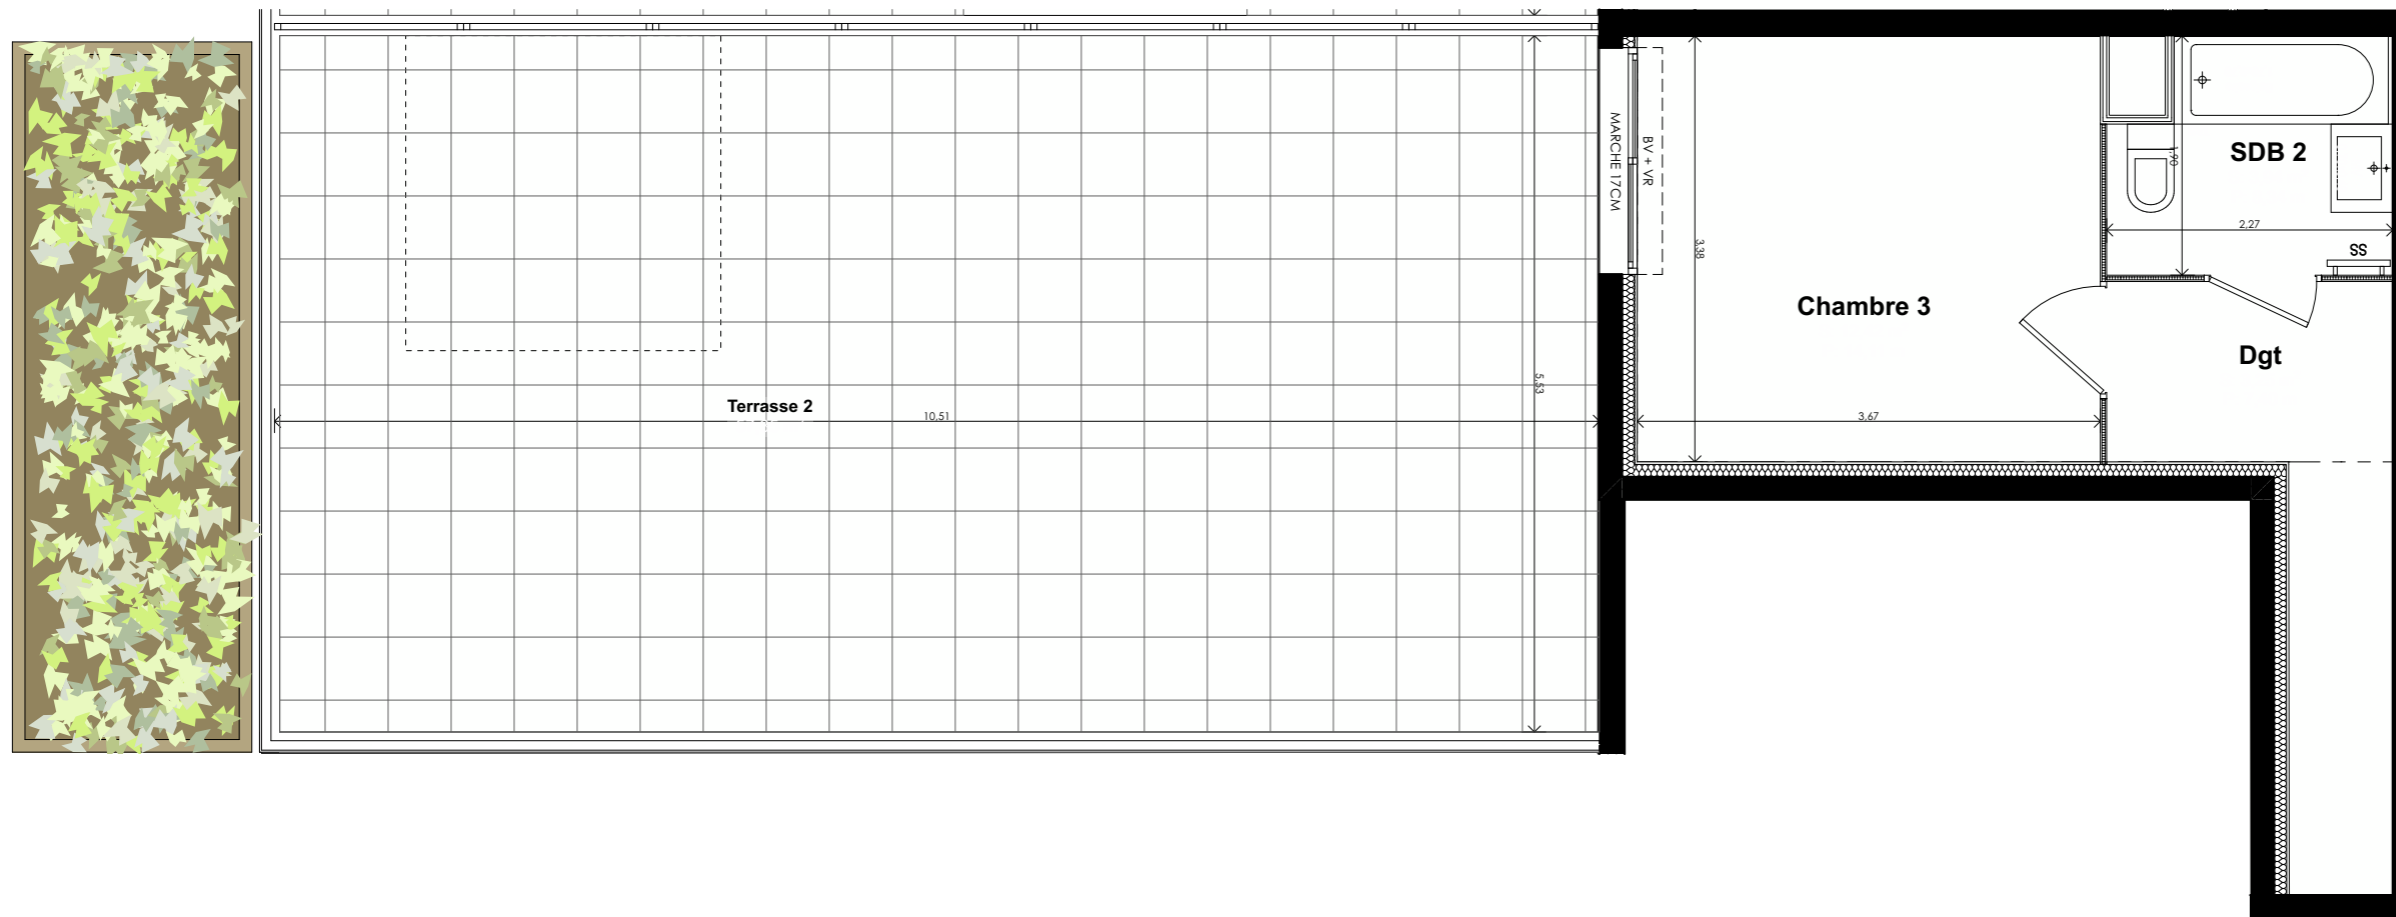 MARCHE 17CM
BV + VR
SDB 2
1,90
2,27
SS
3,38
Chambre 3
Dgt
5,53
Terrasse 2
10,51
3,67